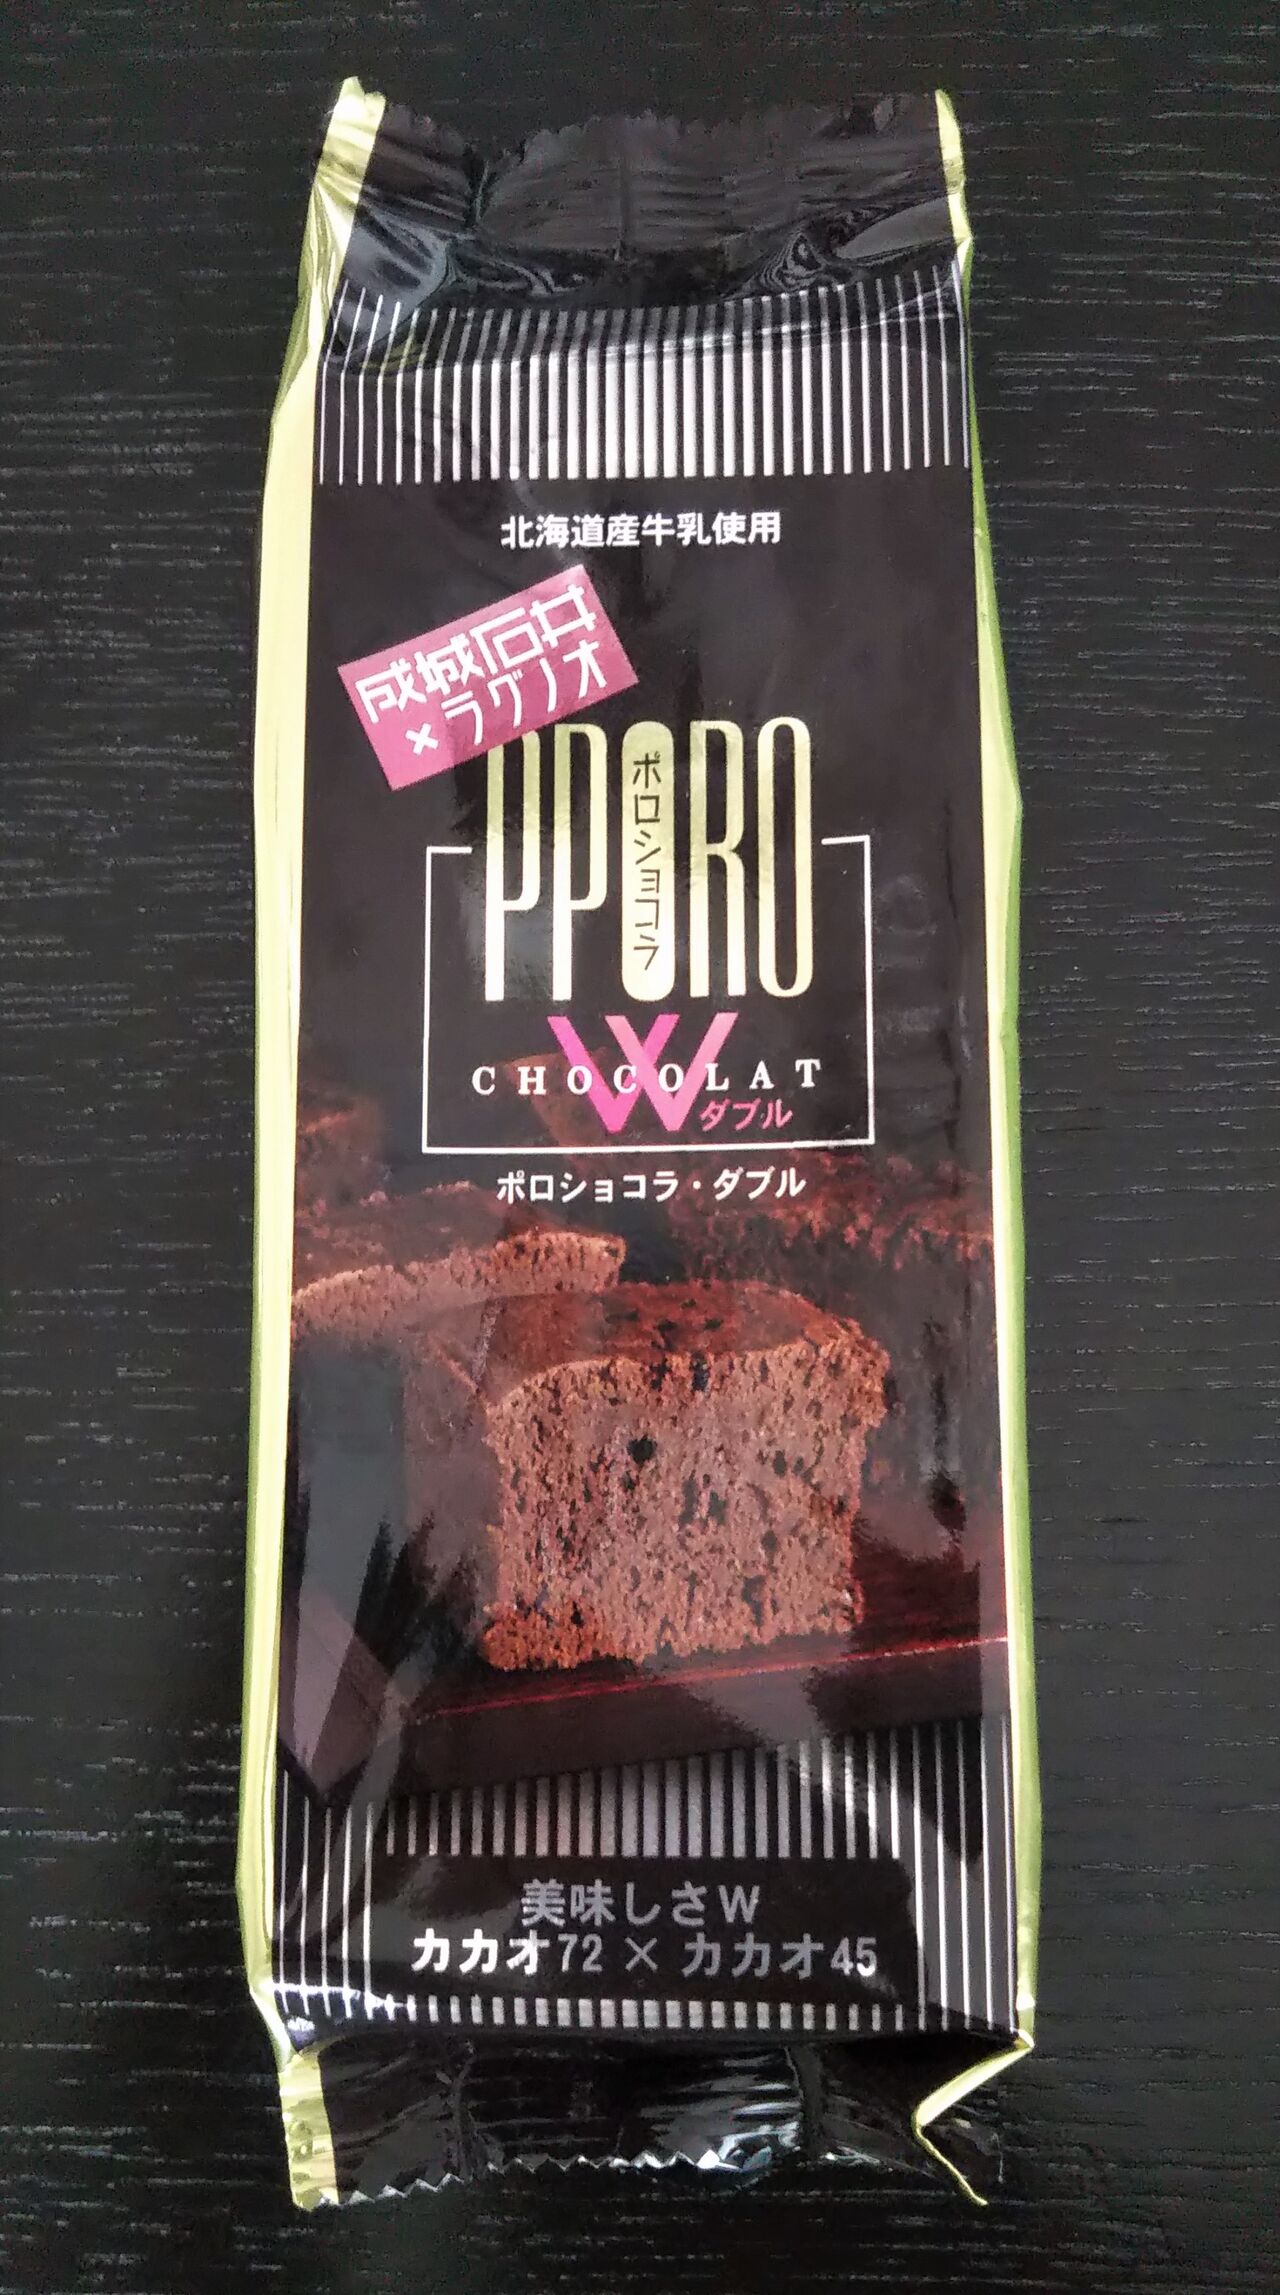 北海道産牛乳使用
成城石井
×ラグノオ
PPORO
ポロショコラ
W
CHOCOLAT
ダブル
ポロショコラ・ダブル
美味しさW
カカオ72×カカオ45